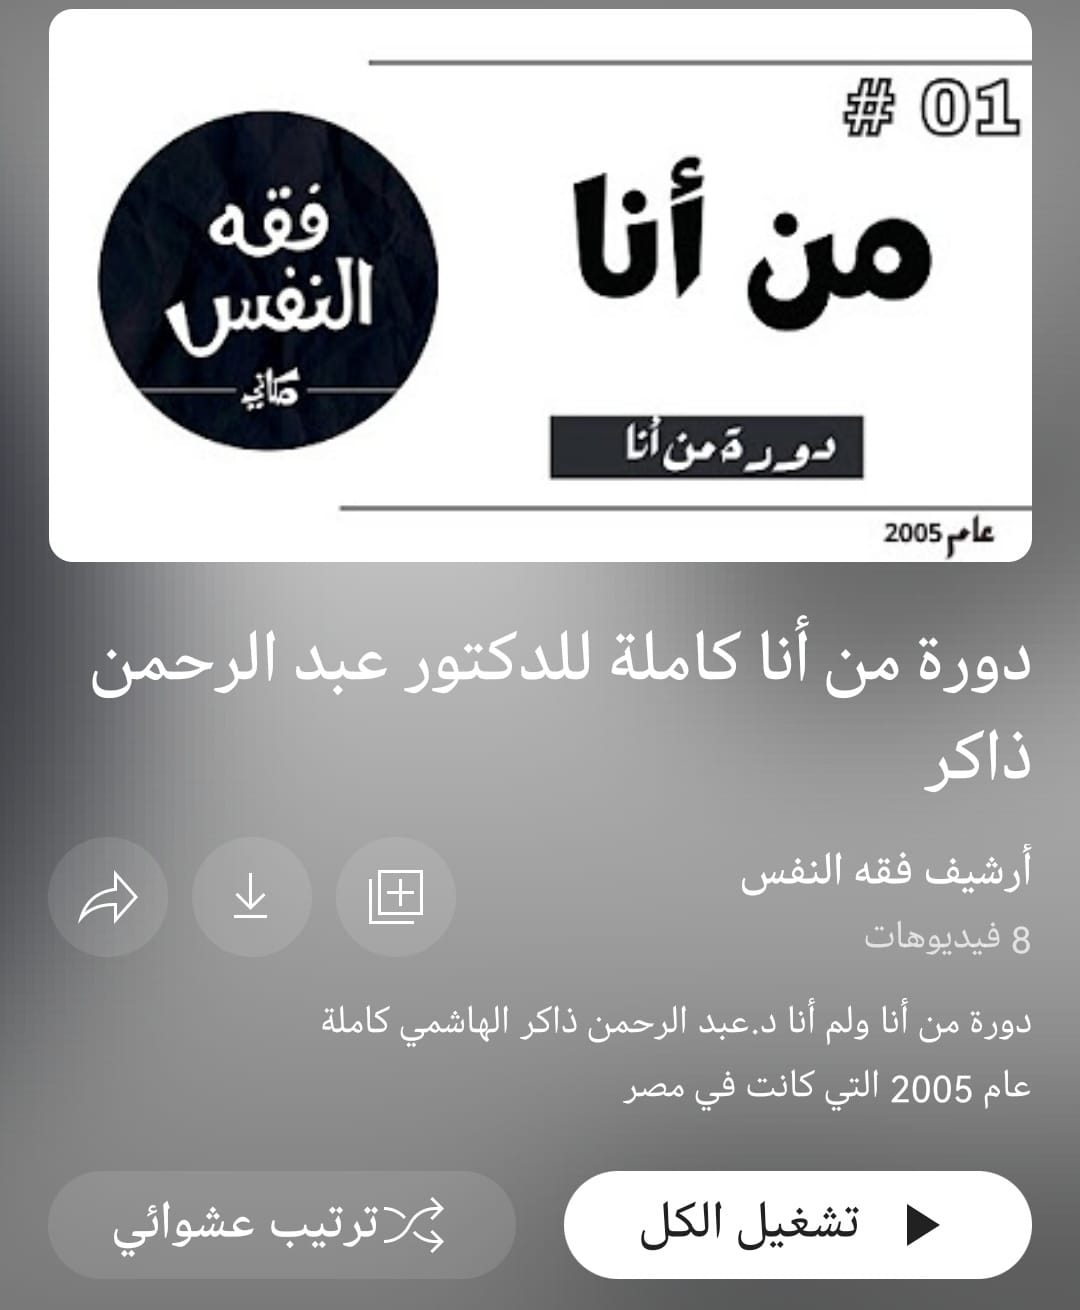 # 01
من أنا
فقه
النفس
دورة من أنا
عام 2005
دورة من أنا كاملة للدكتور عبد الرحمن
ذاكر
أرشيف فقه النفس
8 فيديوهات
دورة من أنا ولم أنا د.عبد الرحمن ذاكر الهاشمي كاملة
عام 2005 التي كانت في مصر
تشغيل الكل
ترتيب عشوائي